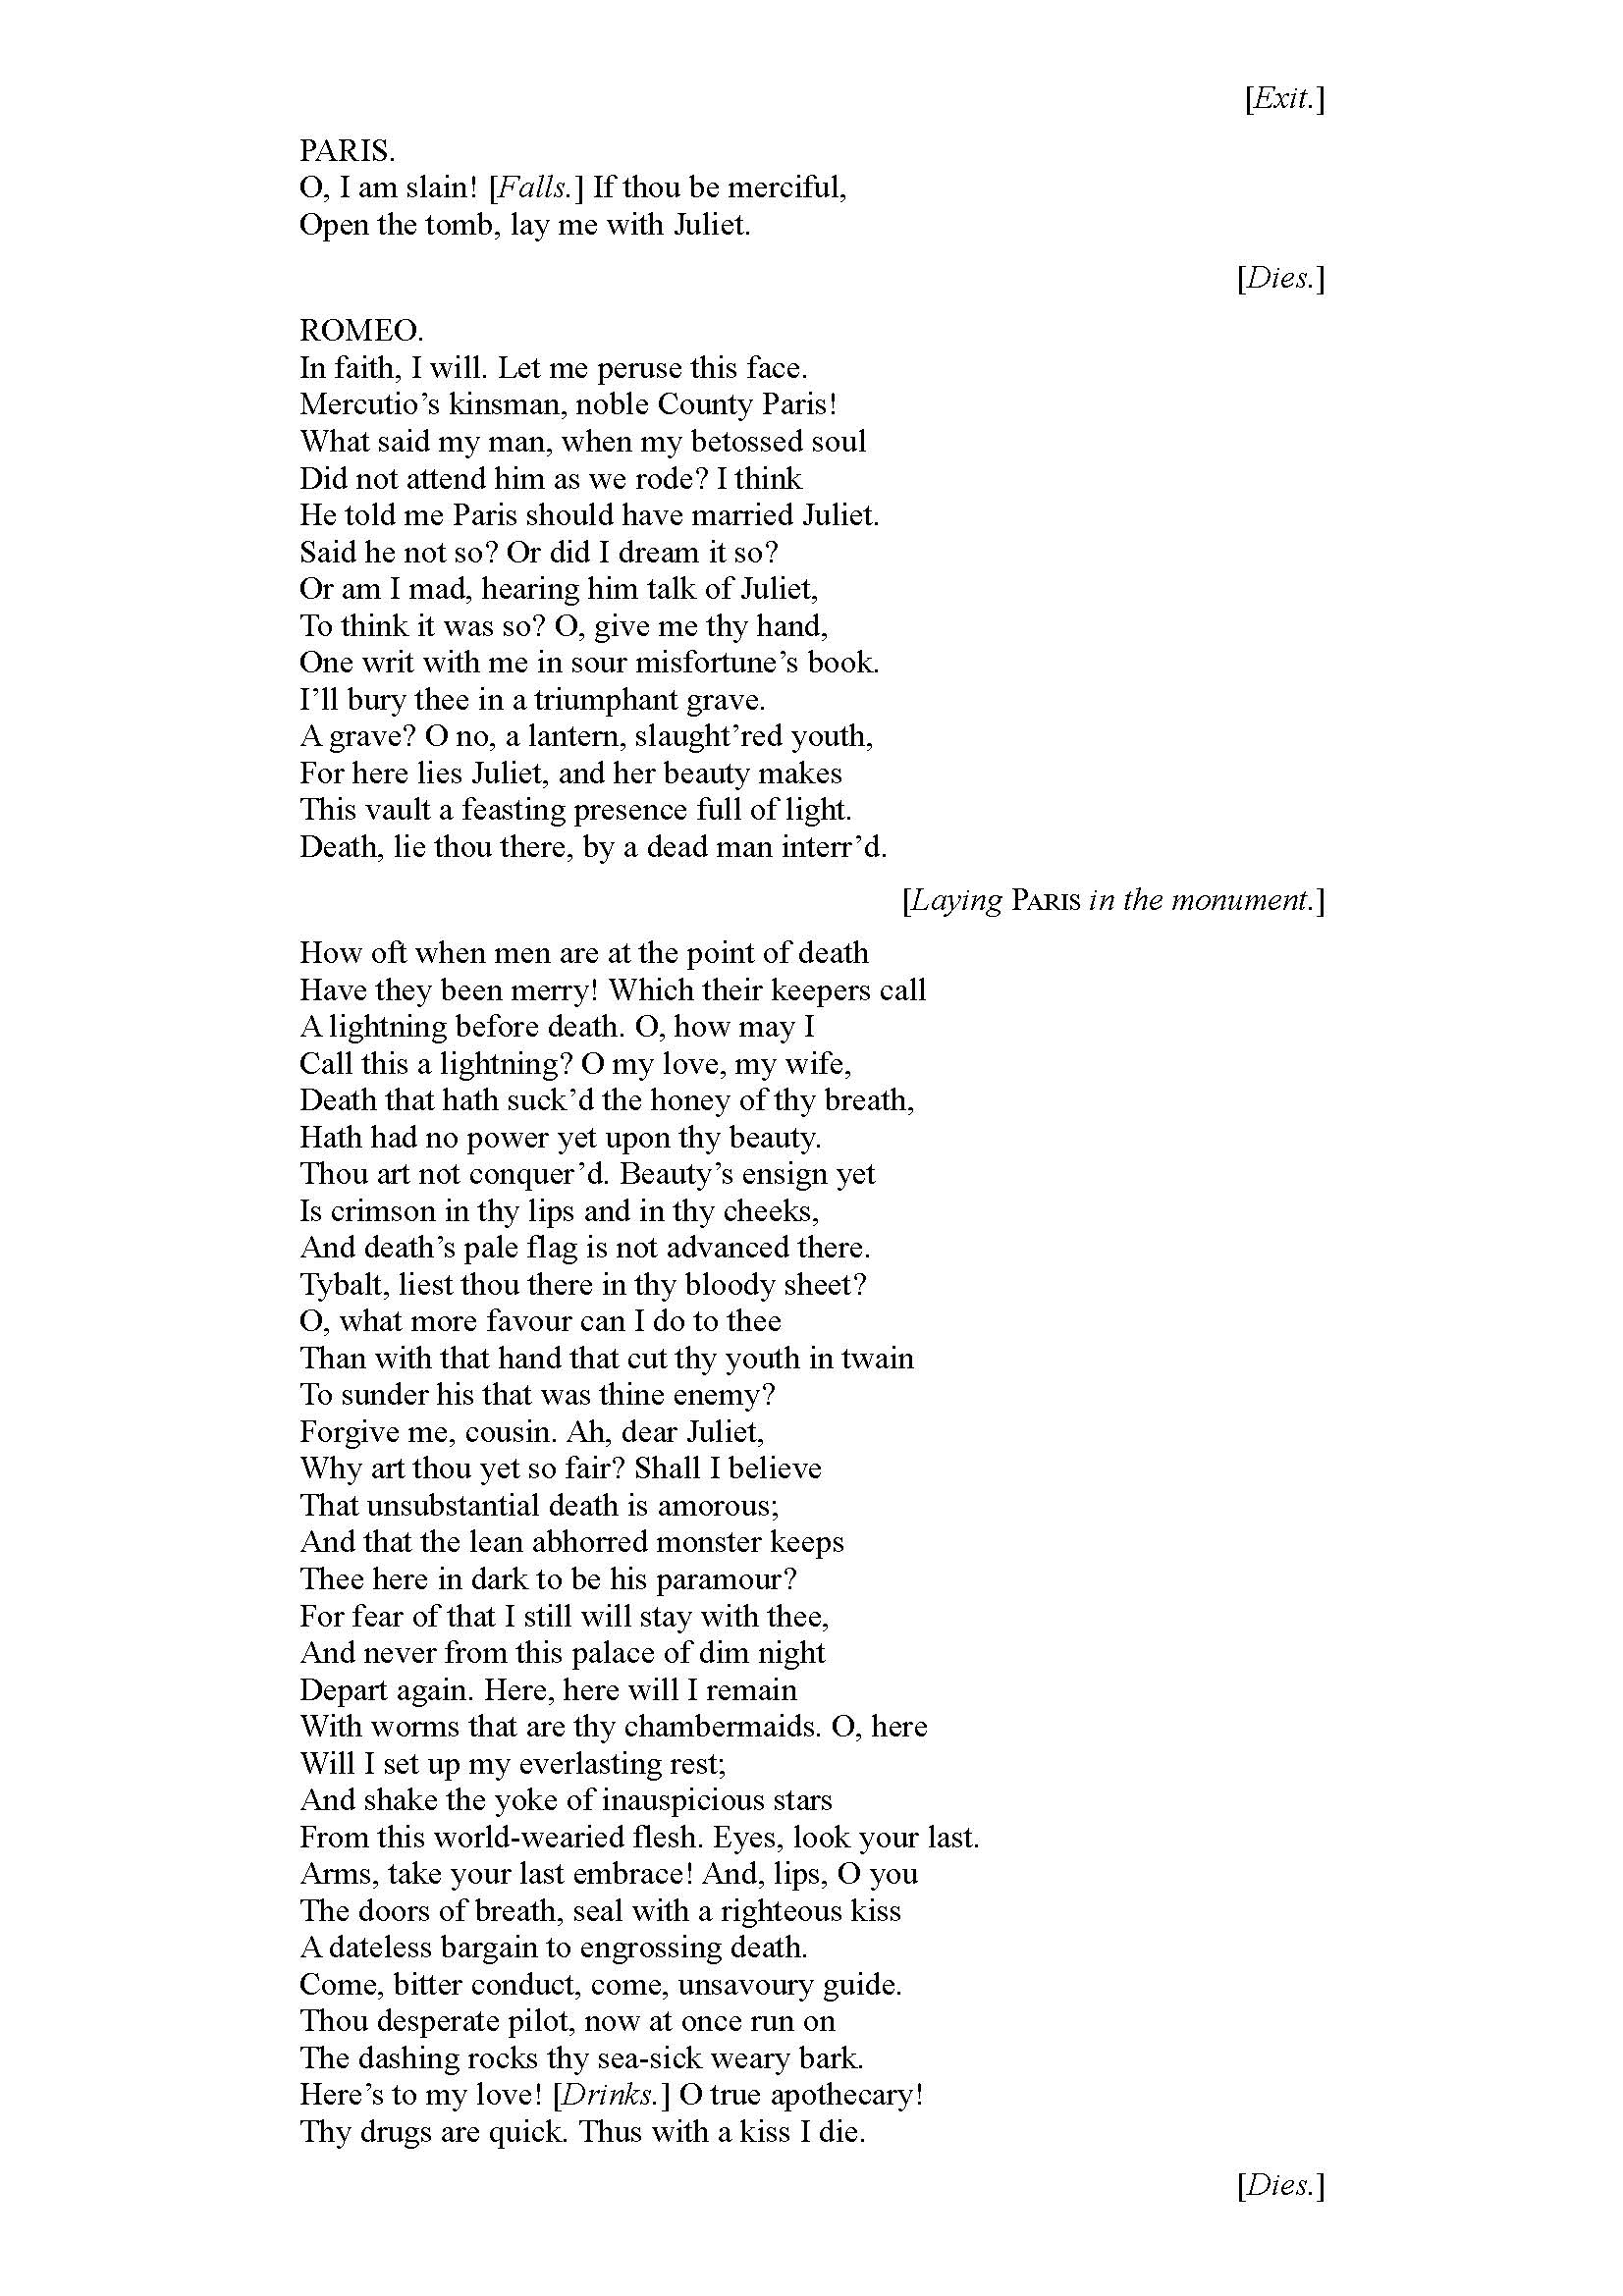 [Exit.]
PARIS.
O, I am slain! [Falls.] If thou be merciful,
Open the tomb, lay me with Juliet.
[Dies.]
ROMEO.
In faith, I will. Let me peruse this face.
Mercutio’s kinsman, noble County Paris!
What said my man, when my betossed soul
Did not attend him as we rode? I think
He told me Paris should have married Juliet.
Said he not so? Or did I dream it so?
Or am I mad, hearing him talk of Juliet,
To think it was so? O, give me thy hand,
One writ with me in sour misfortune’s book.
I’ll bury thee in a triumphant grave.
A grave? O no, a lantern, slaught’red youth,
For here lies Juliet, and her beauty makes
This vault a feasting presence full of light.
Death, lie thou there, by a dead man interr’d.
[Laying PARIS in the monument.]
How oft when men are at the point of death
Have they been merry! Which their keepers call
A lightning before death. O, how may I
Call this a lightning? O my love, my wife,
Death that hath suck’d the honey of thy breath,
Hath had no power yet upon thy beauty.
Thou art not conquer’d. Beauty’s ensign yet
Is crimson in thy lips and in thy cheeks,
And death’s pale flag is not advanced there.
Tybalt, liest thou there in thy bloody sheet?
O, what more favour can I do to thee
Than with that hand that cut thy youth in twain
To sunder his that was thine enemy?
Forgive me, cousin. Ah, dear Juliet,
Why art thou yet so fair? Shall I believe
That unsubstantial death is amorous;
And that the lean abhorred monster keeps
Thee here in dark to be his paramour?
For fear of that I still will stay with thee,
And never from this palace of dim night
Depart again. Here, here will I remain
With worms that are thy chambermaids. O, here
Will I set up my everlasting rest;
And shake the yoke of inauspicious stars
From this world-wearied flesh. Eyes, look your last.
Arms, take your last embrace! And, lips, O you
The doors of breath, seal with a righteous kiss
A dateless bargain to engrossing death.
Come, bitter conduct, come, unsavoury guide.
Thou desperate pilot, now at once run on
The dashing rocks thy sea-sick weary bark.
Here’s to my love! [Drinks.] O true apothecary!
Thy drugs are quick. Thus with a kiss I die.
[Dies.]